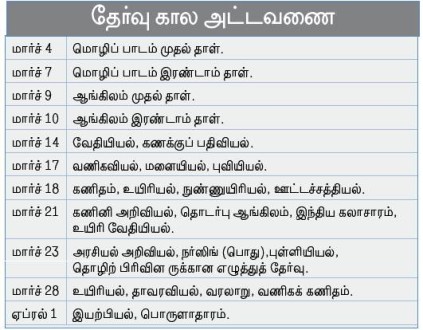 தேர்வு கால அட்டவணை
மார்ச் 4 மொழிப் பாடம் முதல் தாள்.
மார்ச் 7 மொழிப் பாடம் இரண்டாம் தாள்.
மார்ச் 9 ஆங்கிலம் முதல் தாள்.
மார்ச் 10 ஆங்கிலம் இரண்டாம் தாள்.
மார்ச் 14 வேதியியல், கணக்குப் பதிவியல்.
மார்ச் 17 வணிகவியல், மனையியல், புவியியல்.
மார்ச் 18 கணிதம், உயிரியல், நுண்ணுயிரியல், ஊட்டச்சத்தியல்.
மார்ச் 21 கணினி அறிவியல், தொடர்பு ஆங்கிலம், இந்திய கலாசாரம்,
உயிரி வேதியியல்.
மார்ச் 23 அரசியல் அறிவியல், நர்ஸிங் (பொது),புள்ளியியல்,
தொழிற் பிரிவின ருக்கான எழுத்துத் தேர்வு.
மார்ச் 28 உயிரியல், தாவரவியல், வரலாறு, வணிகக் கணிதம்.
ஏப்ரல் 1 இயற்பியல், பொருளாதாரம்.